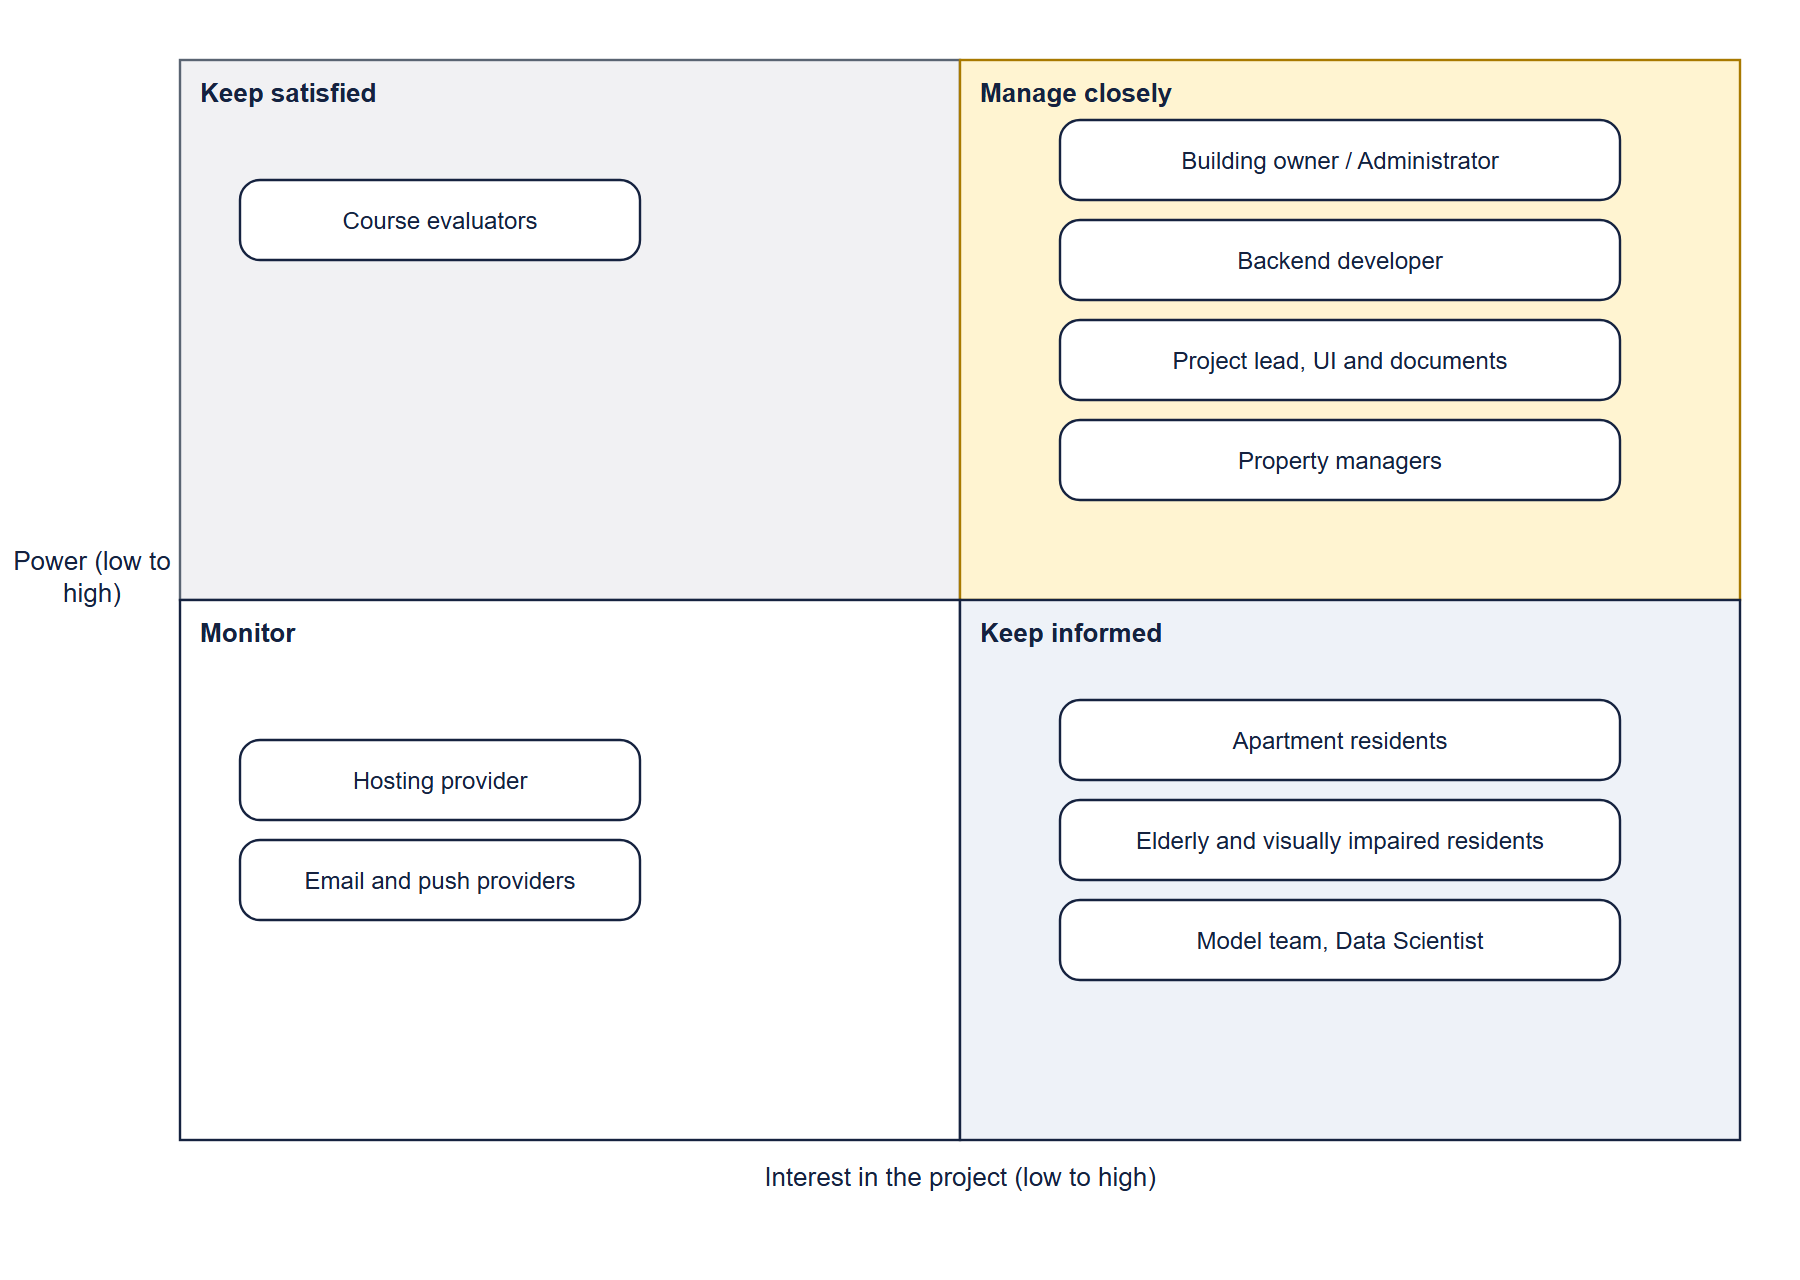 Keep satisfied
Course evaluators
Manage closely
Building owner / Administrator
Backend developer
Project lead, UI and documents
Property managers
Power (low to
high)
Monitor
Hosting provider
Email and push providers
Keep informed
Apartment residents
Elderly and visually impaired residents
Model team, Data Scientist
Interest in the project (low to high)